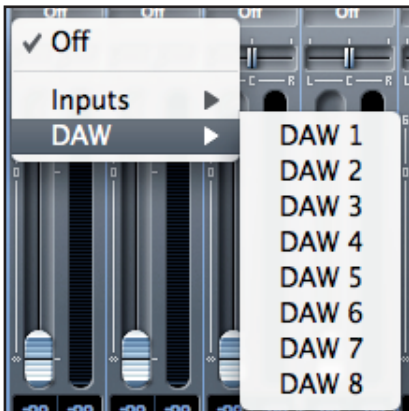 Off
Off
Off
Off
✓ Off
Inputs ▶
DAW ▶
DAW 1
DAW 2
DAW 3
DAW 4
DAW 5
DAW 6
DAW 7
DAW 8
L C R